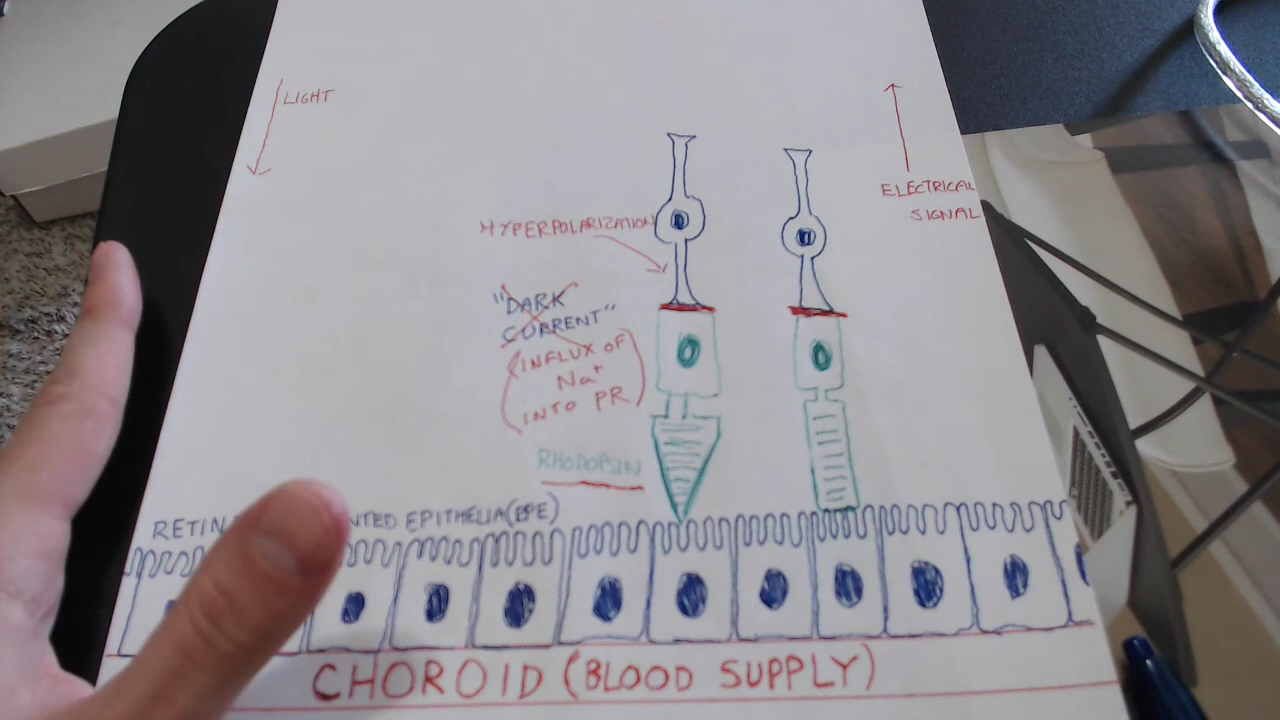 LIGHT
ELECTRICAL
SIGNAL
HYPERPOLARIZATION
"DARK
CURRENT"
(INFLUX OF
Na+
INTO PR)
RHODOPSIN
RETIN NTED EPITHELIA (RPE)
CHOROID (BLOOD SUPPLY)